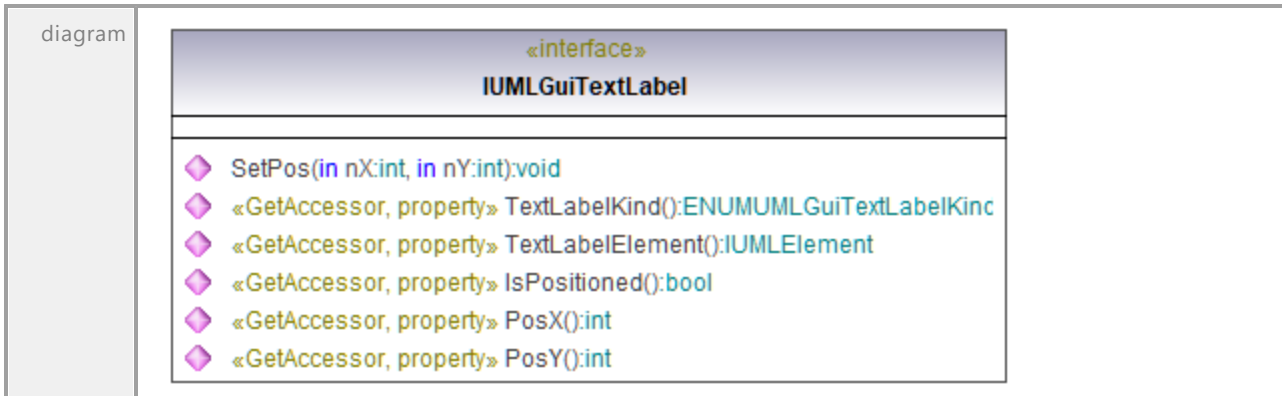 diagram
«interface»
IUMLGuiTextLabel
SetPos(in nX:int, in nY:int):void
«GetAccessor, property» TextLabelKind():ENUMUMLGuiTextLabelKind
«GetAccessor, property» TextLabelElement():IUMLElement
«GetAccessor, property» IsPositioned():bool
«GetAccessor, property» PosX():int
«GetAccessor, property» PosY():int